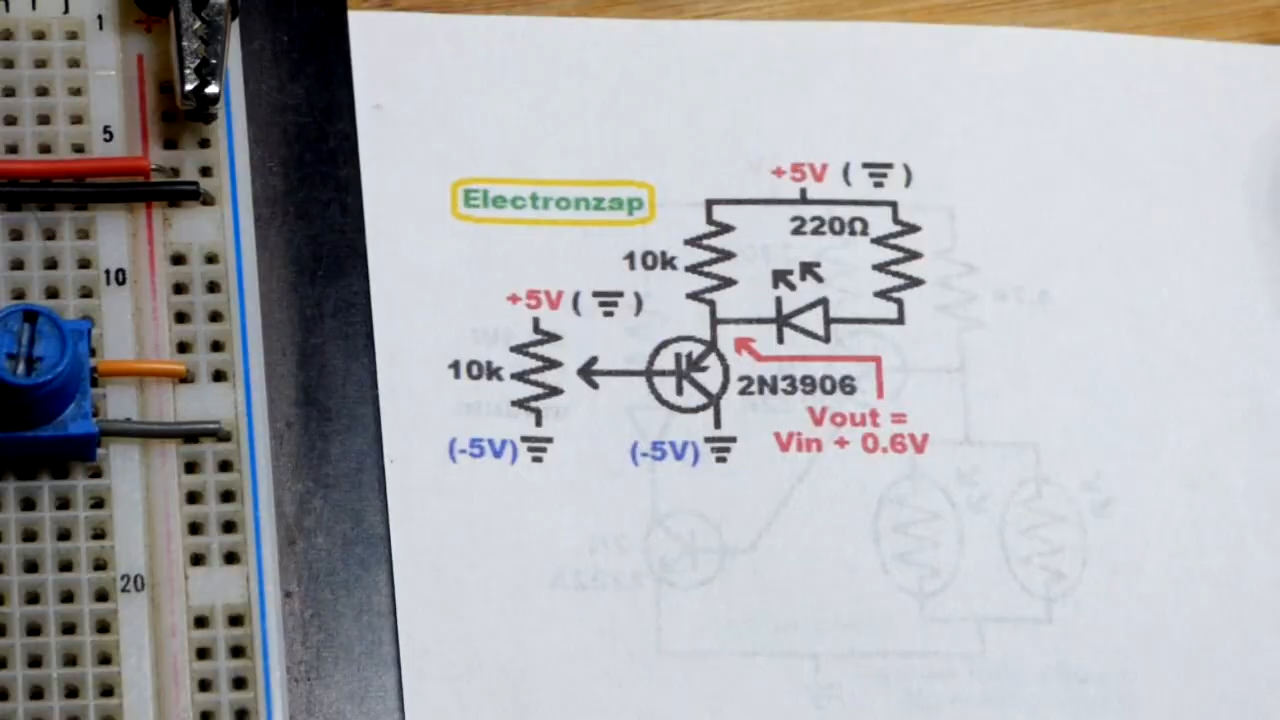 1
5
10
20
Electronzap
+5V ( )
10k
220Ω
+5V ( )
10k
2N3906
(-5V)
(-5V)
Vout =
Vin + 0.6V